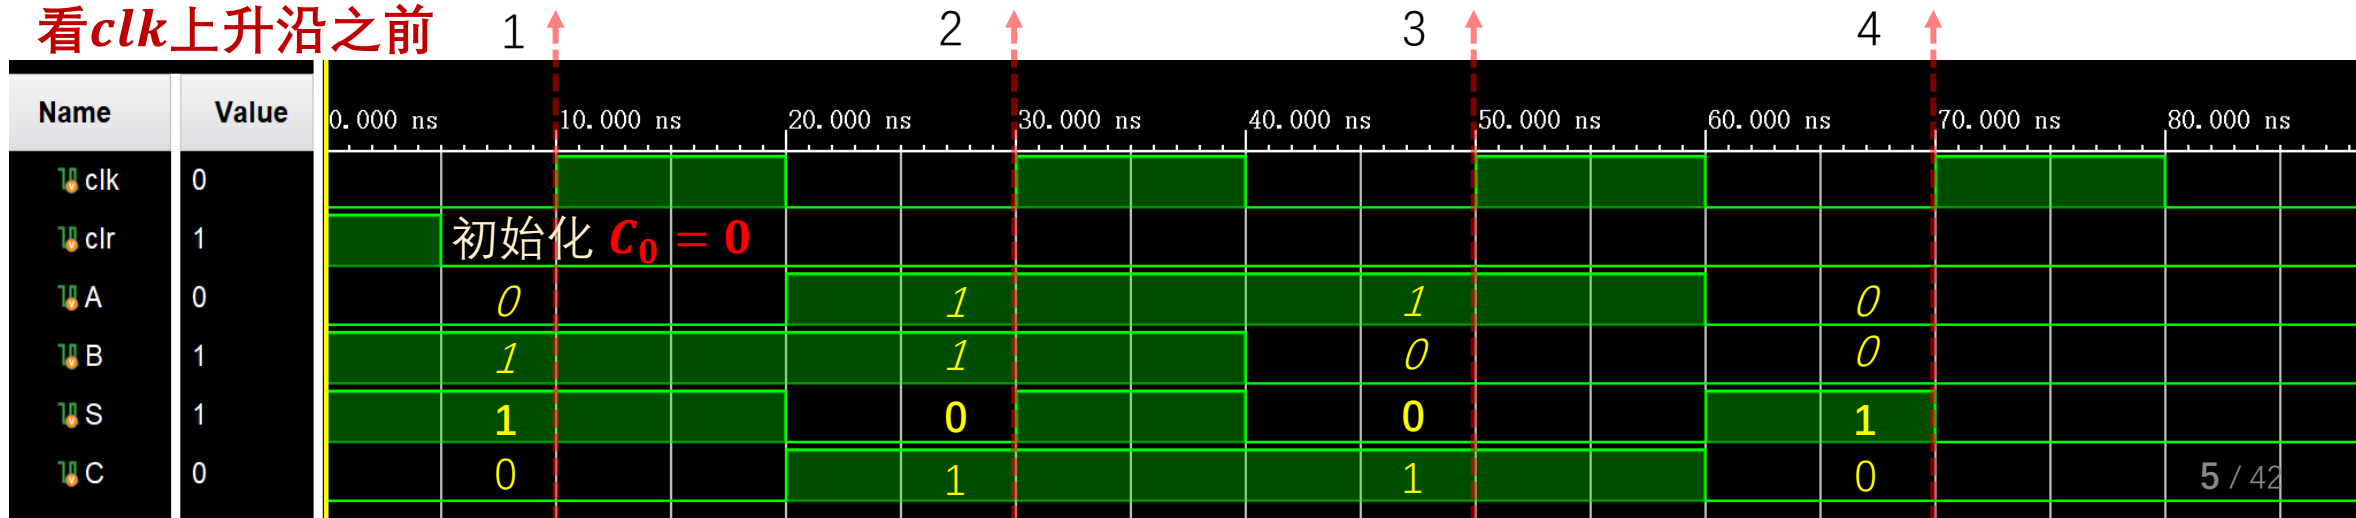 看clk上升沿之前 1 2 3 4
Name Value 0.000 ns 10.000 ns 20.000 ns 30.000 ns 40.000 ns 50.000 ns 60.000 ns 70.000 ns 80.000 ns
clk 0
clr 1 初始化 C₀ = 0
A 0 0 1 1 0
B 1 1 1 0 0
S 1 1 0 0 1
C 0 0 1 1 0 5 / 42